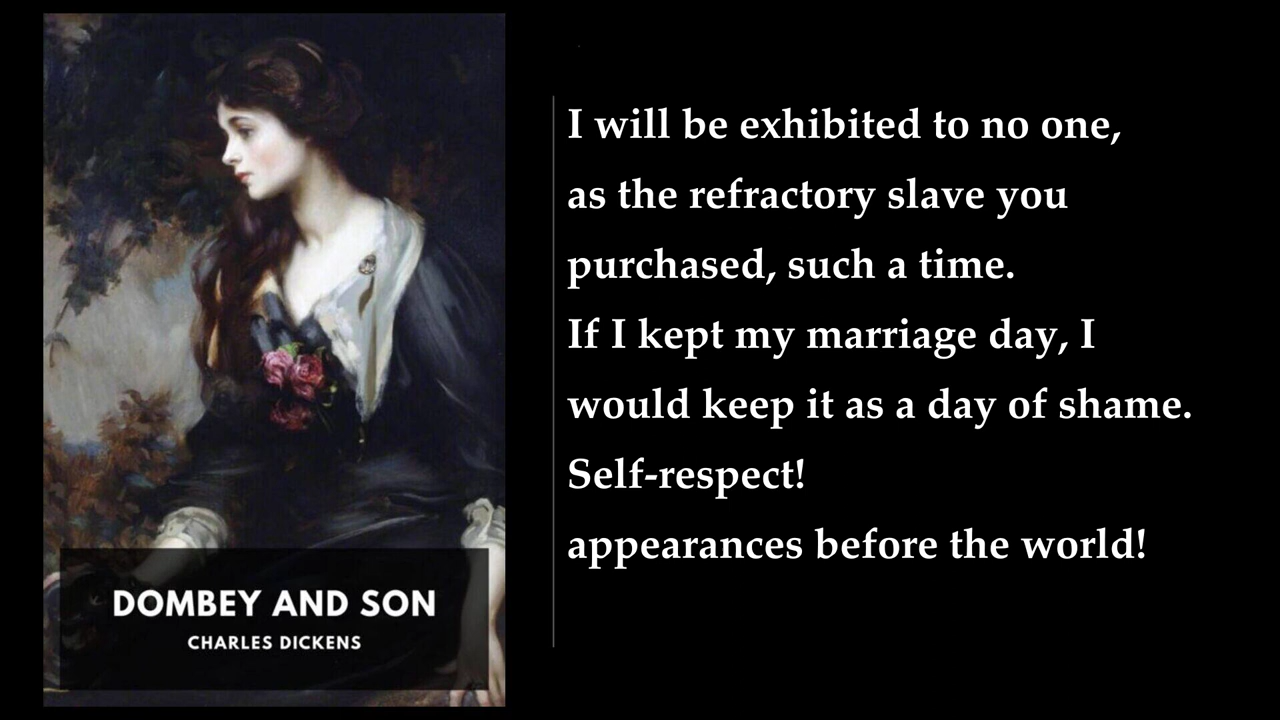 I will be exhibited to no one,
as the refractory slave you
purchased, such a time.
If I kept my marriage day, I
would keep it as a day of shame.
Self-respect!
appearances before the world!
DOMBEY AND SON
CHARLES DICKENS